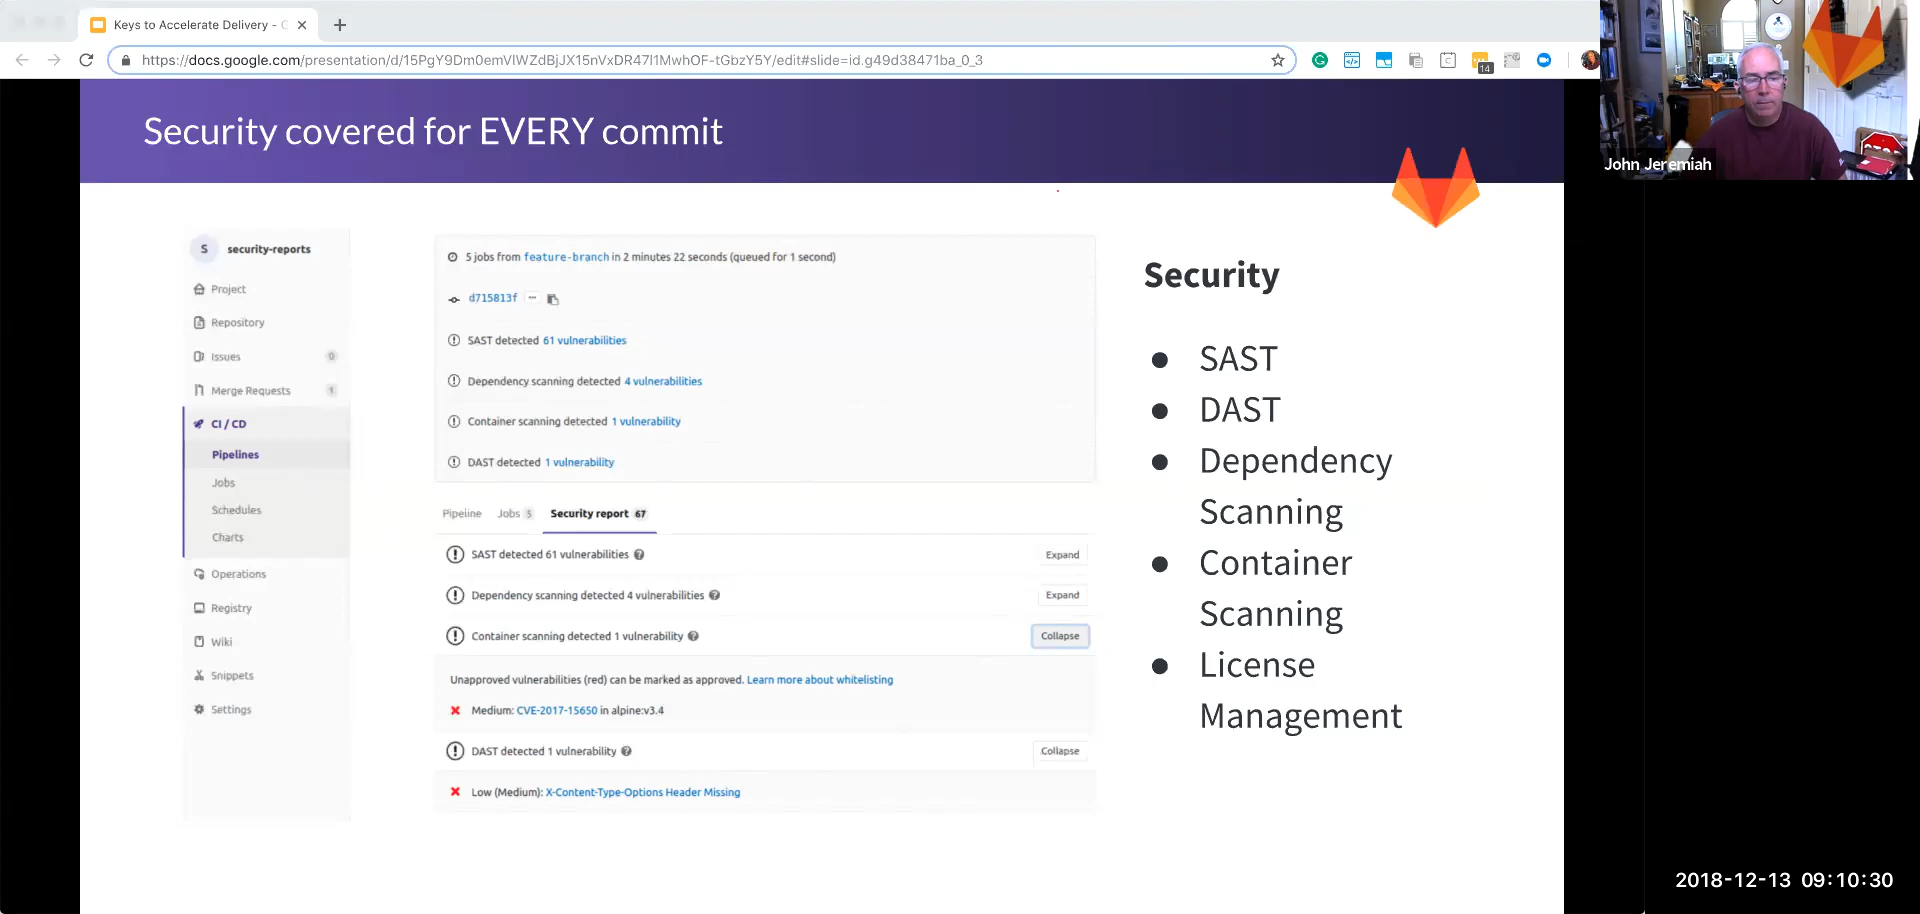 Keys to Accelerate Delivery - C
https://docs.google.com/presentation/d/15PgY9Dm0emVIWZdBjJX15nVxDR47I1MwhOF-tGbzY5Y/edit#slide=id.g49d38471ba_0_3
14
Security covered for EVERY commit
John Jeremiah
STOP
S security-reports
Project
Repository
Issues 0
Merge Requests 1
CI / CD
Pipelines
Jobs
Schedules
Charts
Operations
Registry
Wiki
Snippets
Settings
5 jobs from feature-branch in 2 minutes 22 seconds (queued for 1 second)
d715813f ...
SAST detected 61 vulnerabilities
Dependency scanning detected 4 vulnerabilities
Container scanning detected 1 vulnerability
DAST detected 1 vulnerability
Pipeline Jobs 5 Security report 67
SAST detected 61 vulnerabilities Expand
Dependency scanning detected 4 vulnerabilities Expand
Container scanning detected 1 vulnerability Collapse
Unapproved vulnerabilities (red) can be marked as approved. Learn more about whitelisting
Medium: CVE-2017-15650 in alpine:v3.4
DAST detected 1 vulnerability Collapse
Low (Medium): X-Content-Type-Options Header Missing
Security
● SAST
● DAST
● Dependency
Scanning
● Container
Scanning
● License
Management
2018-12-13 09:10:30